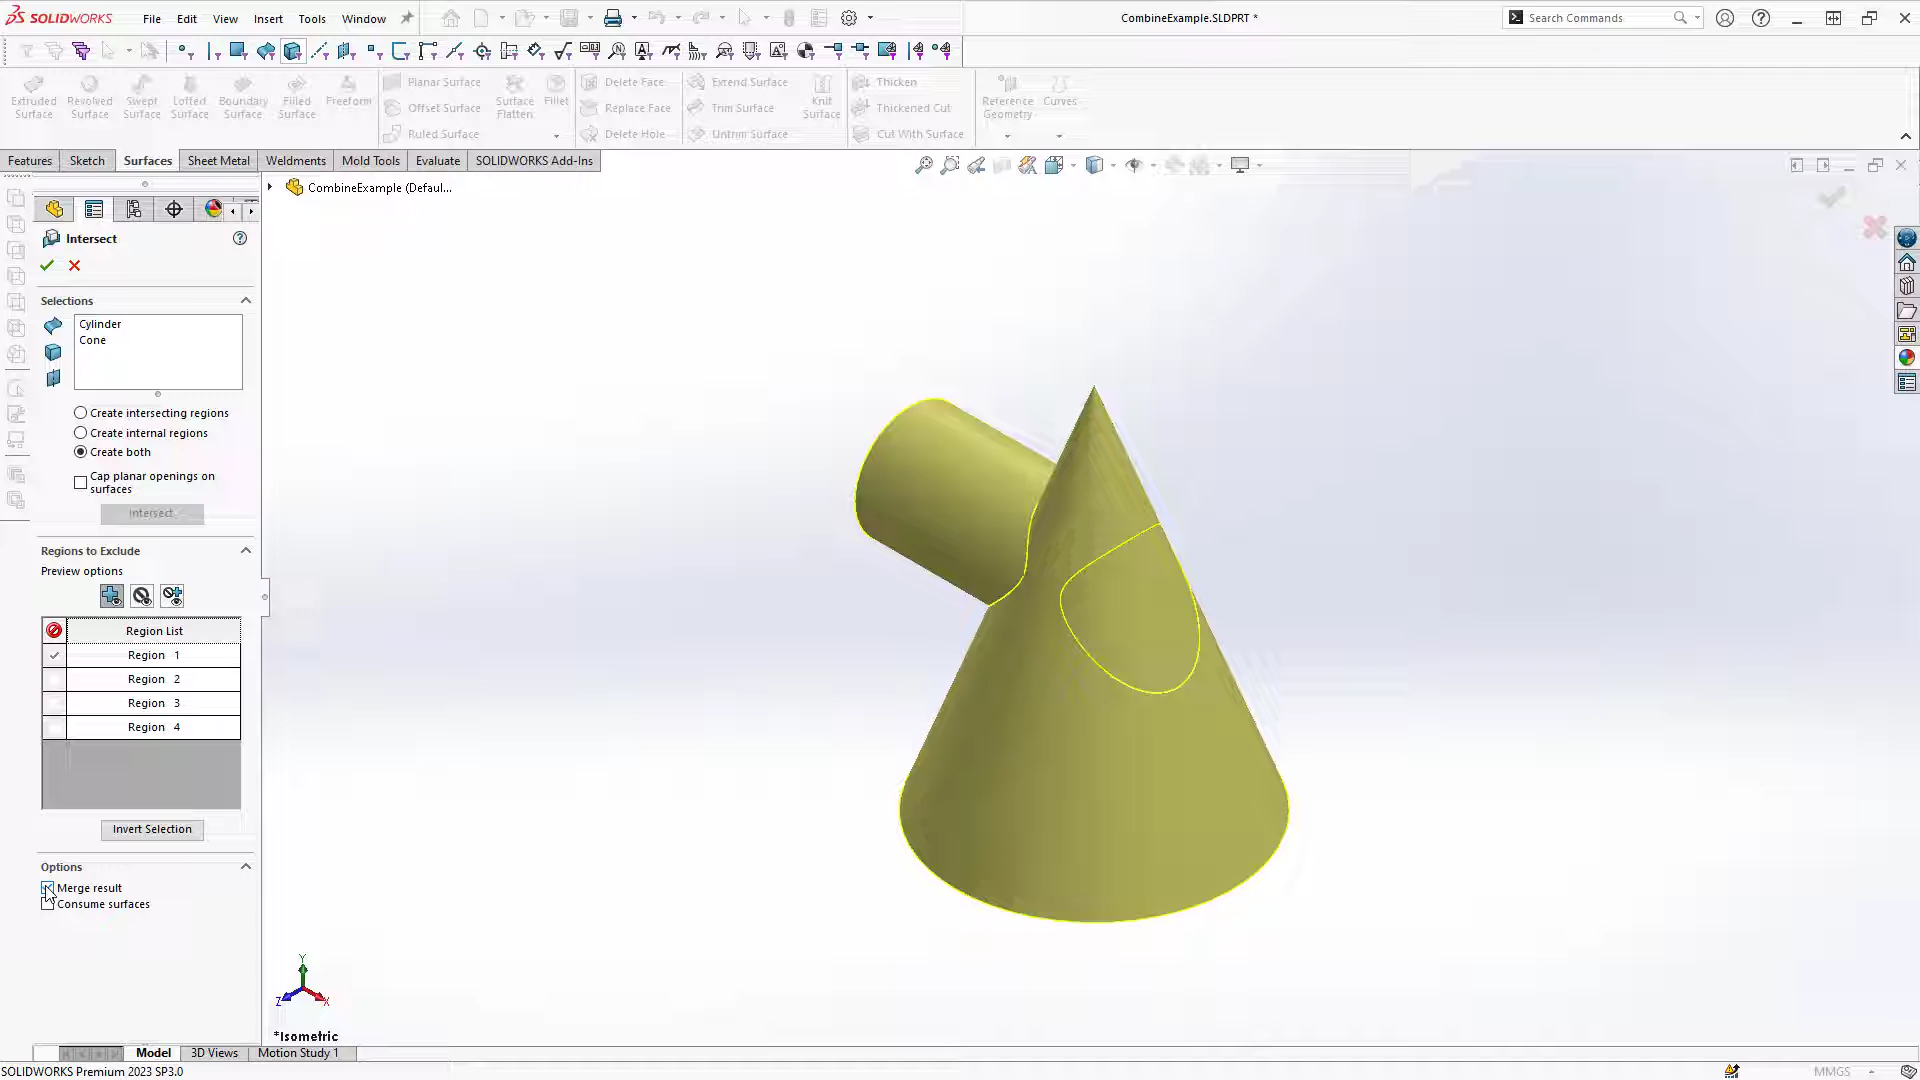 SOLIDWORKS File Edit View Insert Tools Window CombineExample.SLDPRT * Search Commands
Extruded Surface
Revolved Surface
Swept Surface
Lofted Surface
Boundary Surface
Filled Surface
Freeform
Planar Surface
Offset Surface
Ruled Surface
Surface Flatten
Fillet
Delete Face
Replace Face
Delete Hole
Extend Surface
Trim Surface
Untrim Surface
Knit Surface
Thicken
Thickened Cut
Cut With Surface
Reference Geometry
Curves
Features Sketch Surfaces Sheet Metal Weldments Mold Tools Evaluate SOLIDWORKS Add-Ins
CombineExample (Defaul...
Intersect
Selections
Cylinder
Cone
Create intersecting regions
Create internal regions
Create both
Cap planar openings on
surfaces
Intersect
Regions to Exclude
Preview options
Region List
Region 1
Region 2
Region 3
Region 4
Invert Selection
Options
Merge result
Consume surfaces
Y
Z X
*Isometric
Model 3D Views Motion Study 1
SOLIDWORKS Premium 2023 SP3.0 MMGS